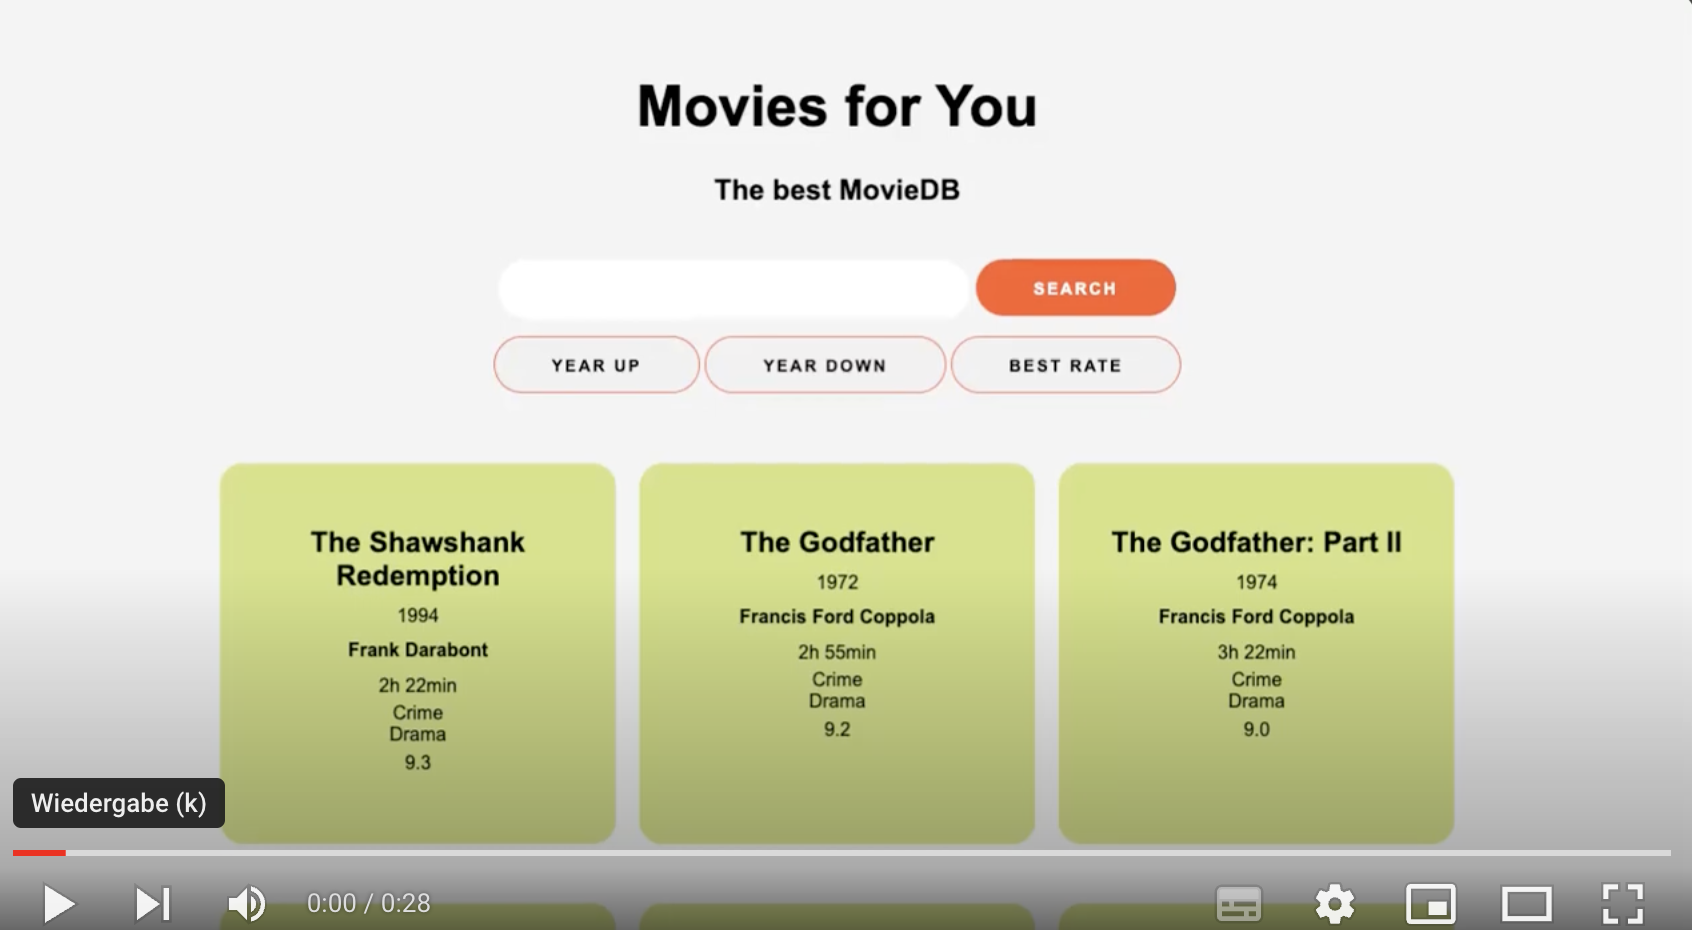 Movies for You
The best MovieDB
SEARCH
YEAR UP
YEAR DOWN
BEST RATE
The Shawshank
Redemption
1994
Frank Darabont
2h 22min
Crime
Drama
9.3
The Godfather
1972
Francis Ford Coppola
2h 55min
Crime
Drama
9.2
The Godfather: Part II
1974
Francis Ford Coppola
3h 22min
Crime
Drama
9.0
Wiedergabe (k)
0:00 / 0:28